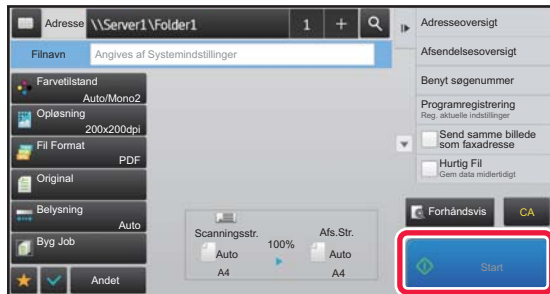 Adresse \\Server1\Folder1 1 +
Filnavn Angives af Systemindstillinger
Farvetilstand
Auto/Mono2
Opløsning
200x200dpi
Fil Format
PDF
Original
Belysning
Auto
Byg Job
Andet
Scanningsstr. 100% Afs.Str.
Auto Auto
A4 A4
Adresseoversigt
Afsendelsesoversigt
Benyt søgenummer
Programregistrering
Reg. aktuelle indstillinger
Send samme billede
som faxadresse
Hurtig Fil
Gem data midlertidigt
Forhåndsvis CA
Start